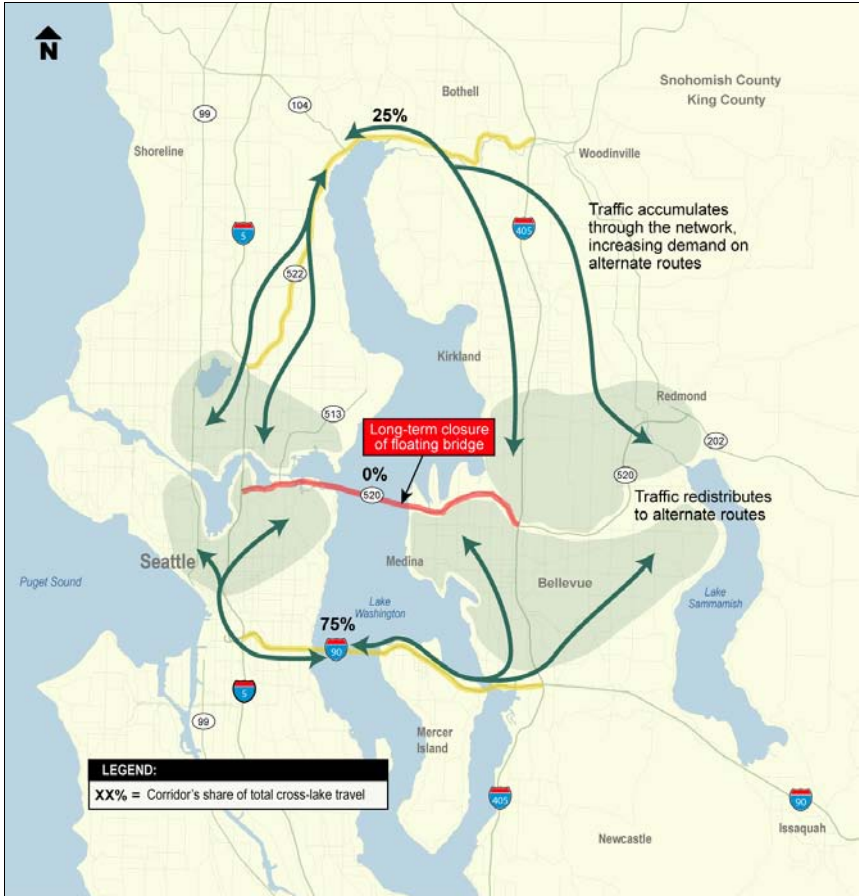 N
Snohomish County
King County
Bothell
104
99
25%
Shoreline
Woodinville
Traffic accumulates
through the network,
increasing demand on
alternate routes
5
405
522
Kirkland
Redmond
513
Long-term closure
of floating bridge
202
0%
520
520
Traffic redistributes
to alternate routes
Seattle
Medina
Bellevue
Puget Sound
Lake
Washington
Lake
Sammamish
75%
90
5
99
Mercer
Island
LEGEND:
XX% = Corridor's share of total cross-lake travel
405
90
Issaquah
Newcastle